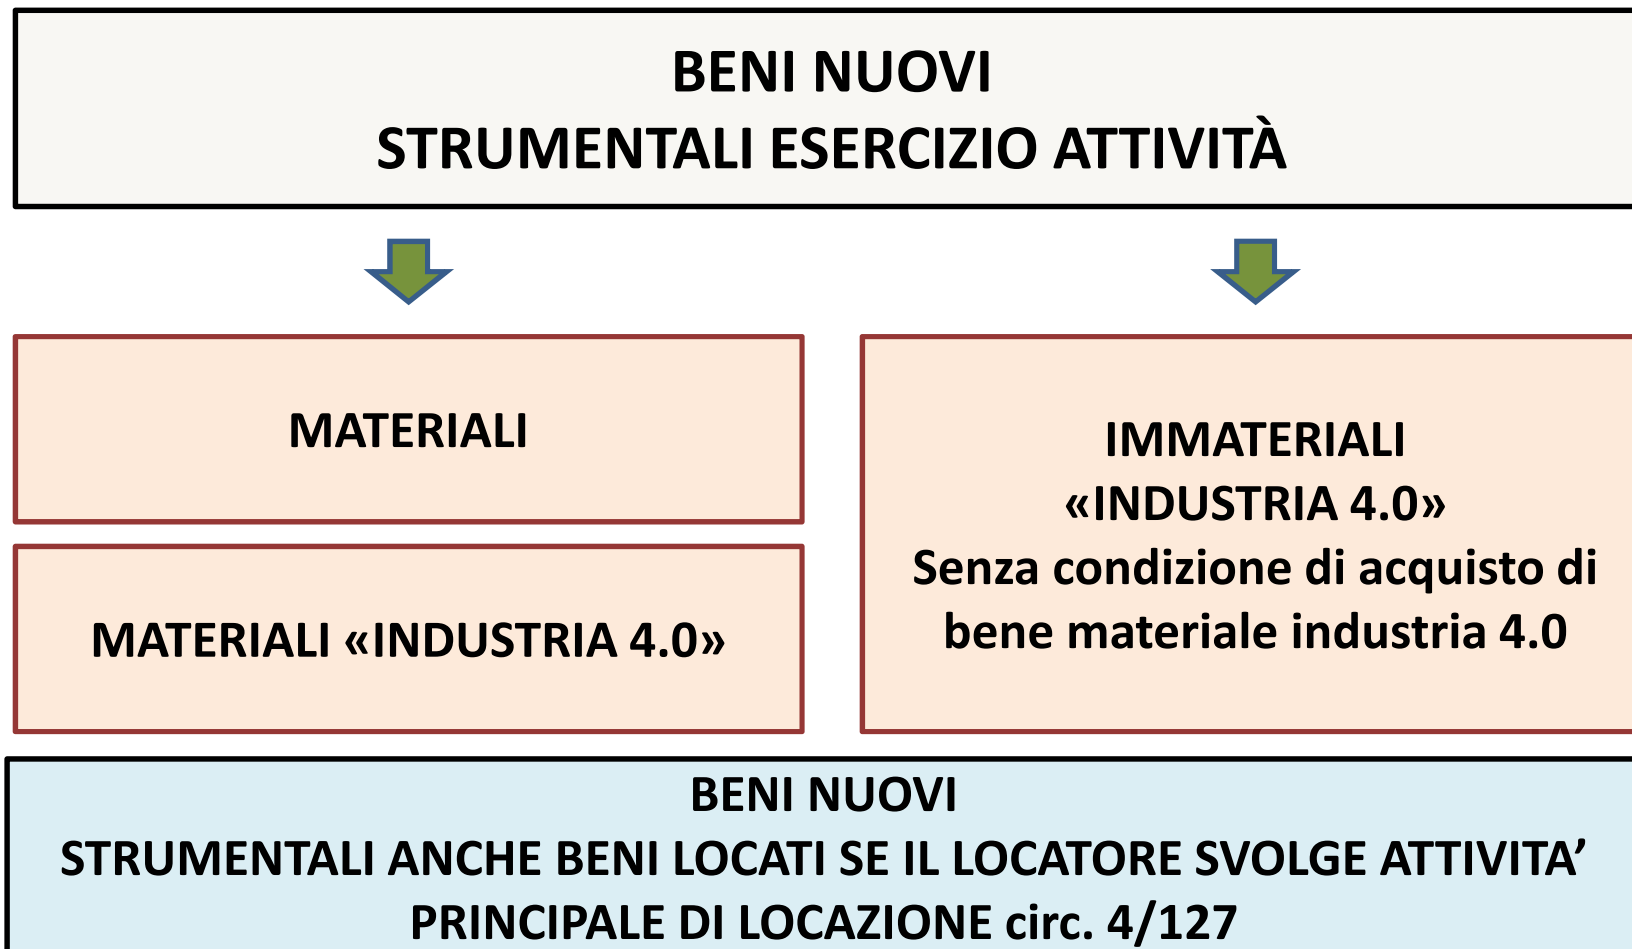 BENI NUOVI
STRUMENTALI ESERCIZIO ATTIVITÀ
MATERIALI
MATERIALI «INDUSTRIA 4.0»
IMMATERIALI
«INDUSTRIA 4.0»
Senza condizione di acquisto di
bene materiale industria 4.0
BENI NUOVI
STRUMENTALI ANCHE BENI LOCATI SE IL LOCATORE SVOLGE ATTIVITA’
PRINCIPALE DI LOCAZIONE circ. 4/127